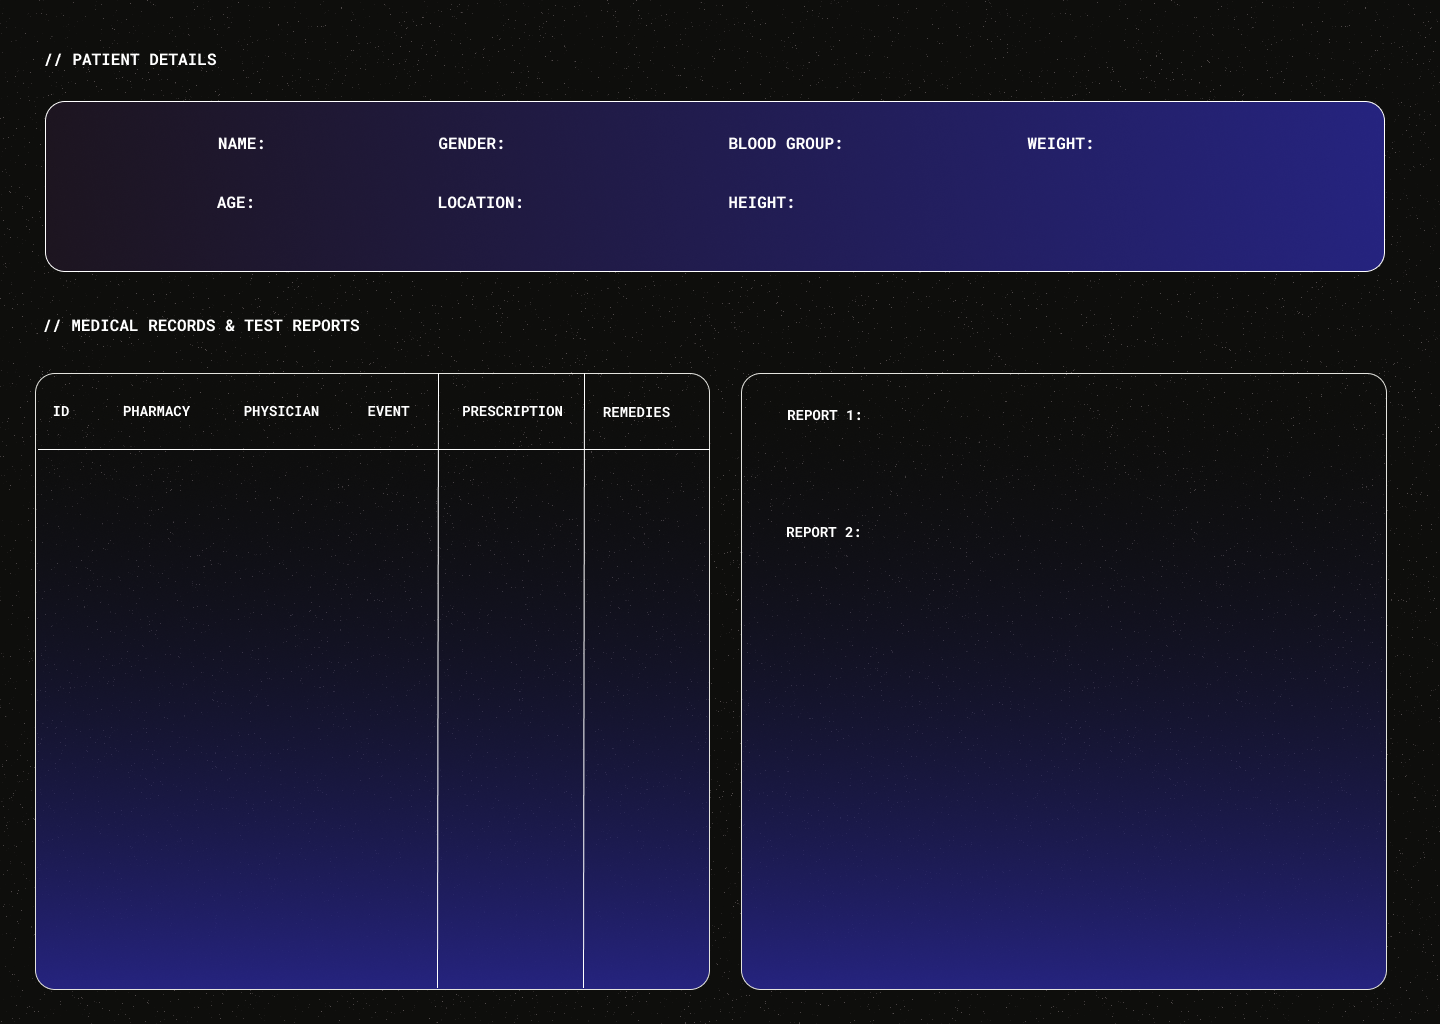 // PATIENT DETAILS
NAME: GENDER: BLOOD GROUP: WEIGHT:
AGE: LOCATION: HEIGHT:
// MEDICAL RECORDS & TEST REPORTS
ID PHARMACY PHYSICIAN EVENT PRESCRIPTION REMEDIES
REPORT 1:
REPORT 2: